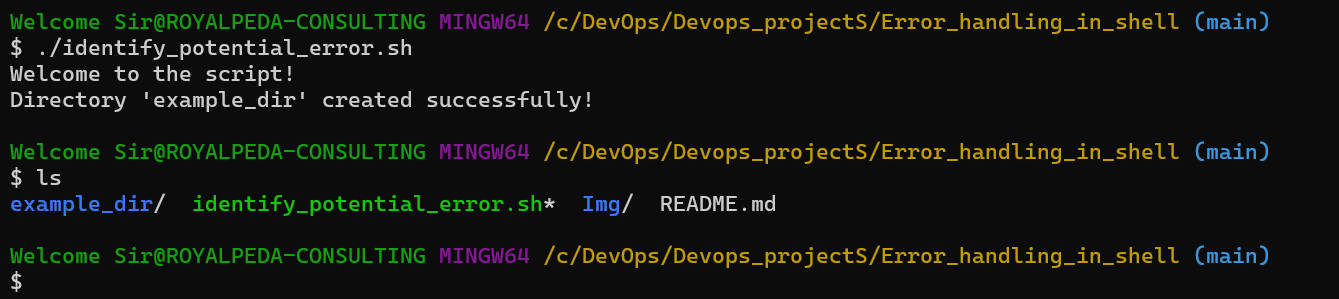 Welcome Sir@ROYALPEDA-CONSULTING MINGW64 /c/DevOps/Devops_projectS/Error_handling_in_shell (main)
$ ./identify_potential_error.sh
Welcome to the script!
Directory 'example_dir' created successfully!
Welcome Sir@ROYALPEDA-CONSULTING MINGW64 /c/DevOps/Devops_projectS/Error_handling_in_shell (main)
$ ls
example_dir/  identify_potential_error.sh*  Img/  README.md
Welcome Sir@ROYALPEDA-CONSULTING MINGW64 /c/DevOps/Devops_projectS/Error_handling_in_shell (main)
$